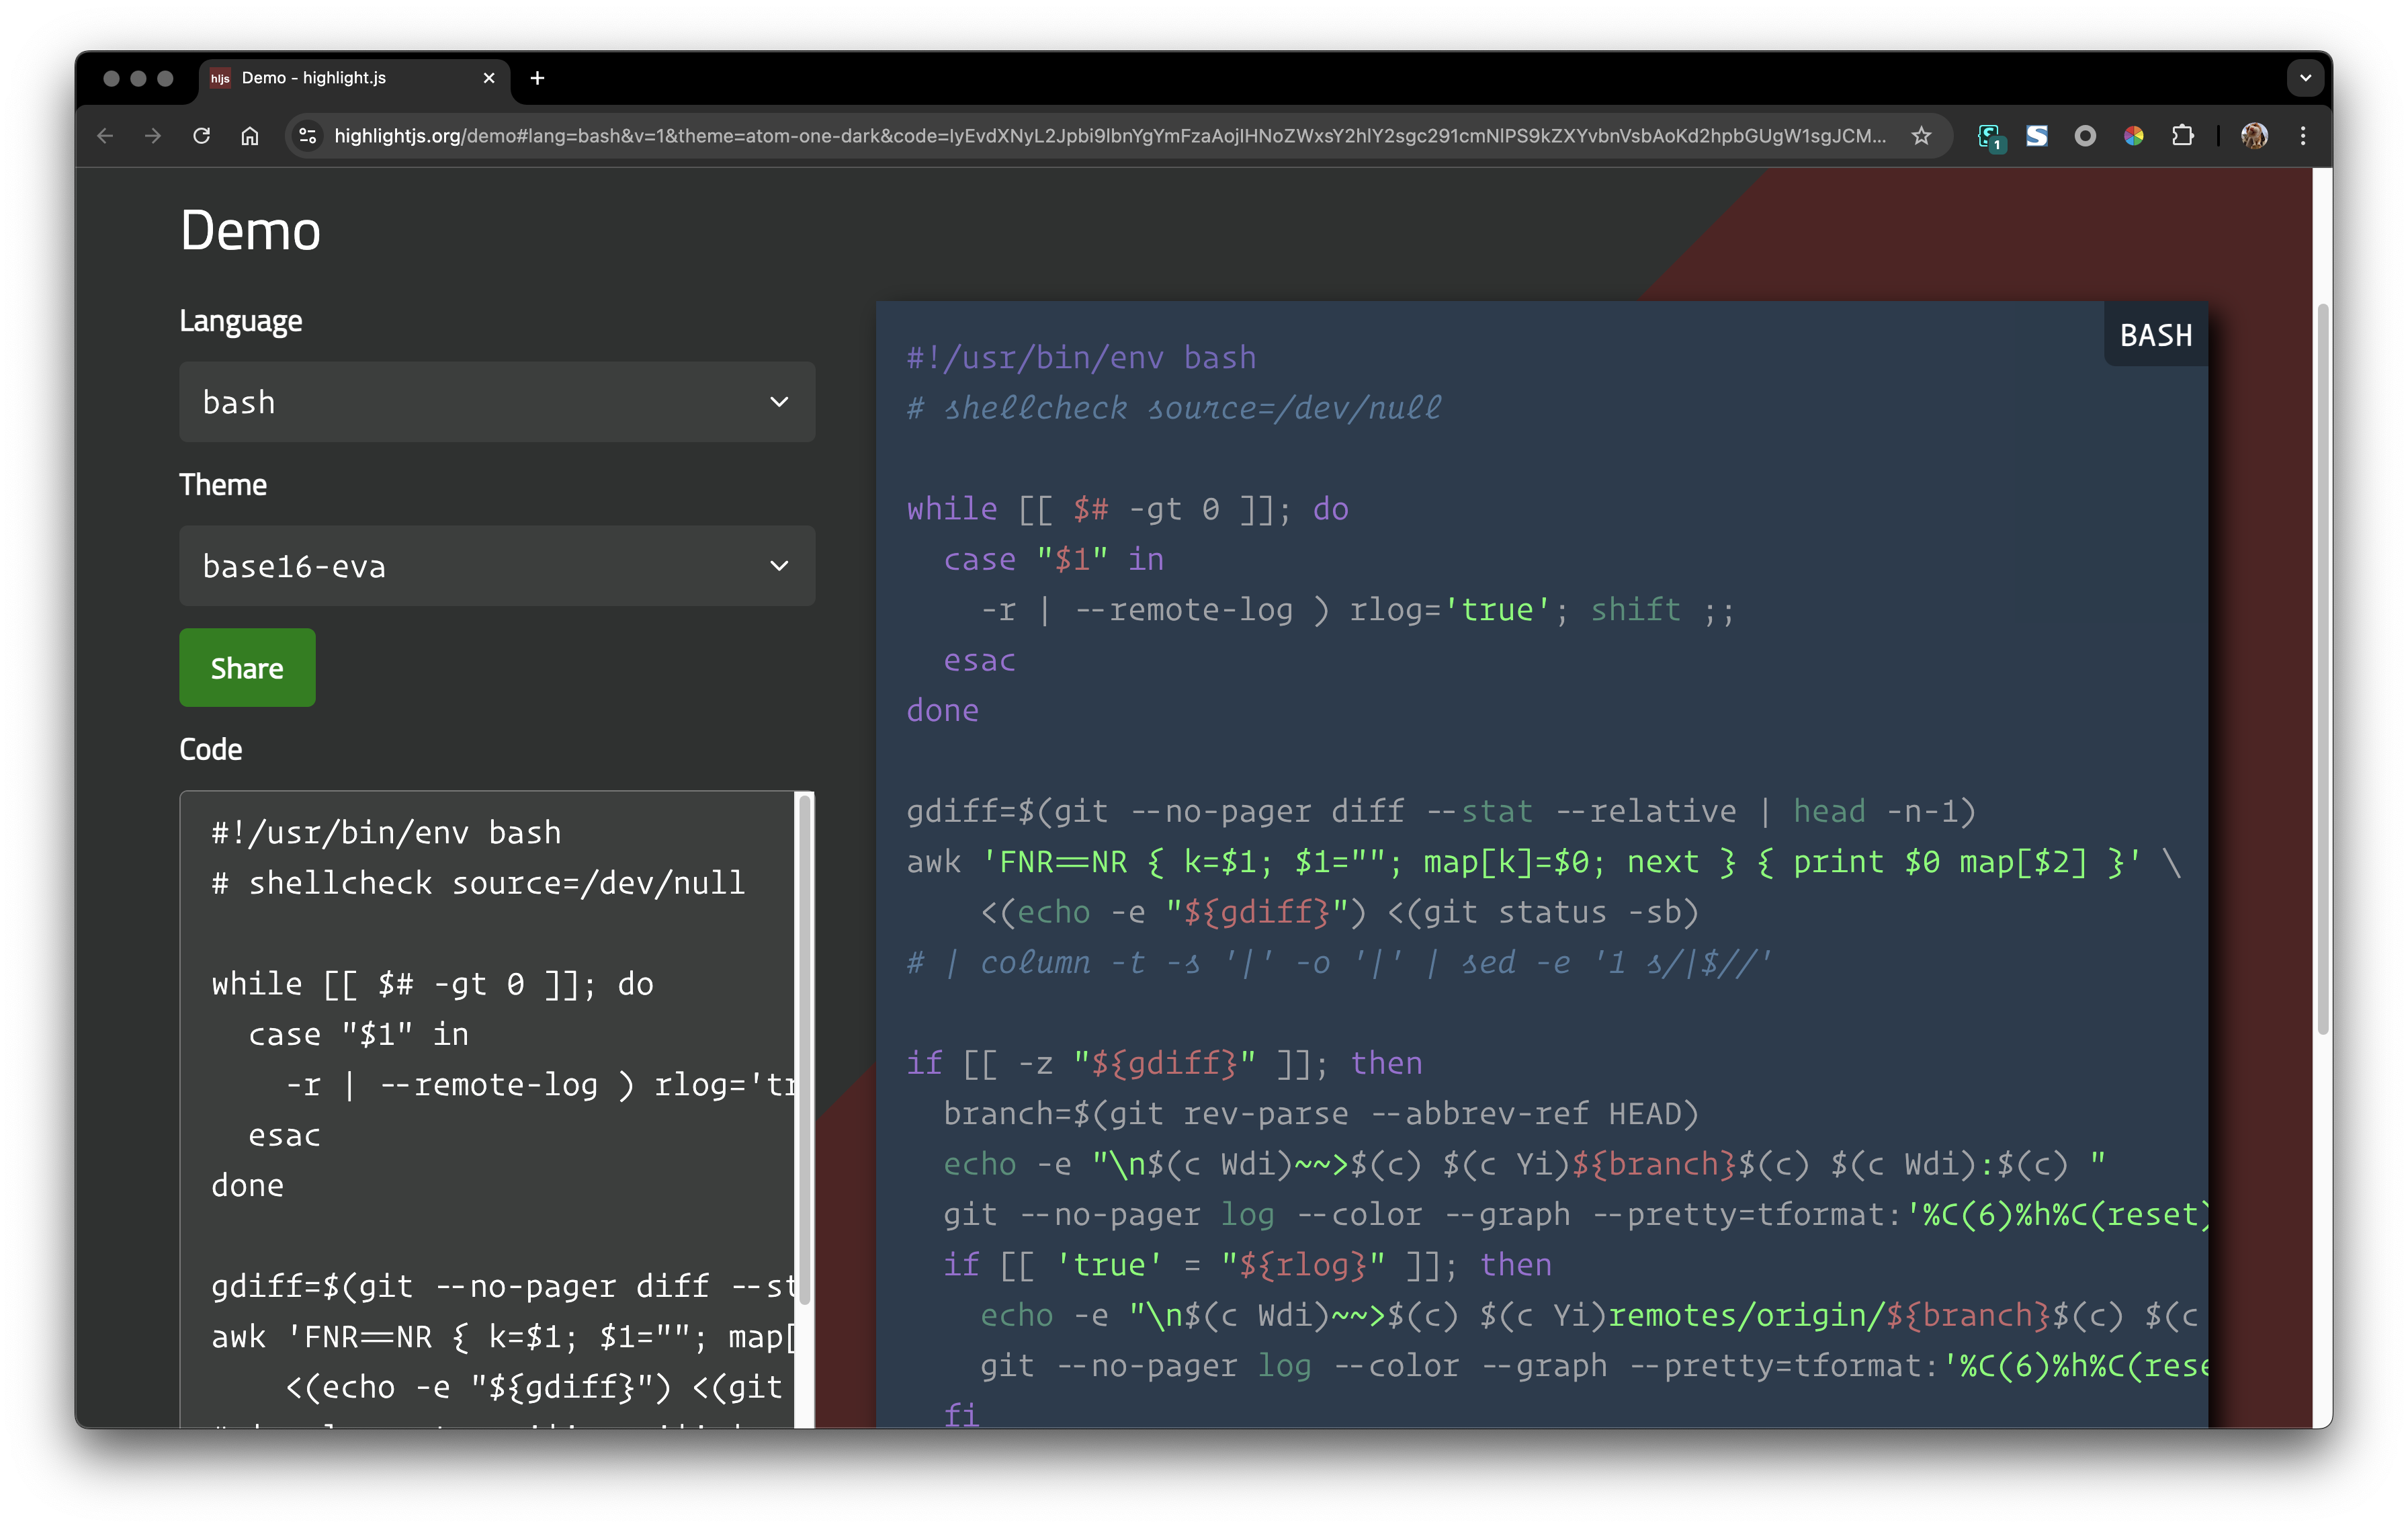 hljs Demo - highlight.js
highlightjs.org/demo#lang=bash&v=1&theme=atom-one-dark&code=IyEvdXNyL2Jpbi9lbnYgYmFzaAojIHNoZWxsY2hlY2sgc291cmNlPS9kZXYvbnVsbAoKd2hpbGUgW1sgJCM...
1
Demo
Language
bash
Theme
base16-eva
Share
Code
#!/usr/bin/env bash
# shellcheck source=/dev/null
while [[ $# -gt 0 ]]; do
case "$1" in
-r | --remote-log ) rlog='tr
esac
done
gdiff=$(git --no-pager diff --st
awk 'FNR==NR { k=$1; $1=""; map[
<(echo -e "${gdiff}") <(git
BASH
#!/usr/bin/env bash
# shellcheck source=/dev/null
while [[ $# -gt 0 ]]; do
case "$1" in
-r | --remote-log ) rlog='true'; shift ;;
esac
done
gdiff=$(git --no-pager diff --stat --relative | head -n-1)
awk 'FNR==NR { k=$1; $1=""; map[k]=$0; next } { print $0 map[$2] }' \
<(echo -e "${gdiff}") <(git status -sb)
# | column -t -s '|' -o '|' | sed -e '1 s/|$//'
if [[ -z "${gdiff}" ]]; then
branch=$(git rev-parse --abbrev-ref HEAD)
echo -e "\n$(c Wdi)~~>$(c) $(c Yi)${branch}$(c) $(c Wdi):$(c) "
git --no-pager log --color --graph --pretty=tformat:'%C(6)%h%C(reset)
if [[ 'true' = "${rlog}" ]]; then
echo -e "\n$(c Wdi)~~>$(c) $(c Yi)remotes/origin/${branch}$(c) $(c
git --no-pager log --color --graph --pretty=tformat:'%C(6)%h%C(rese
fi